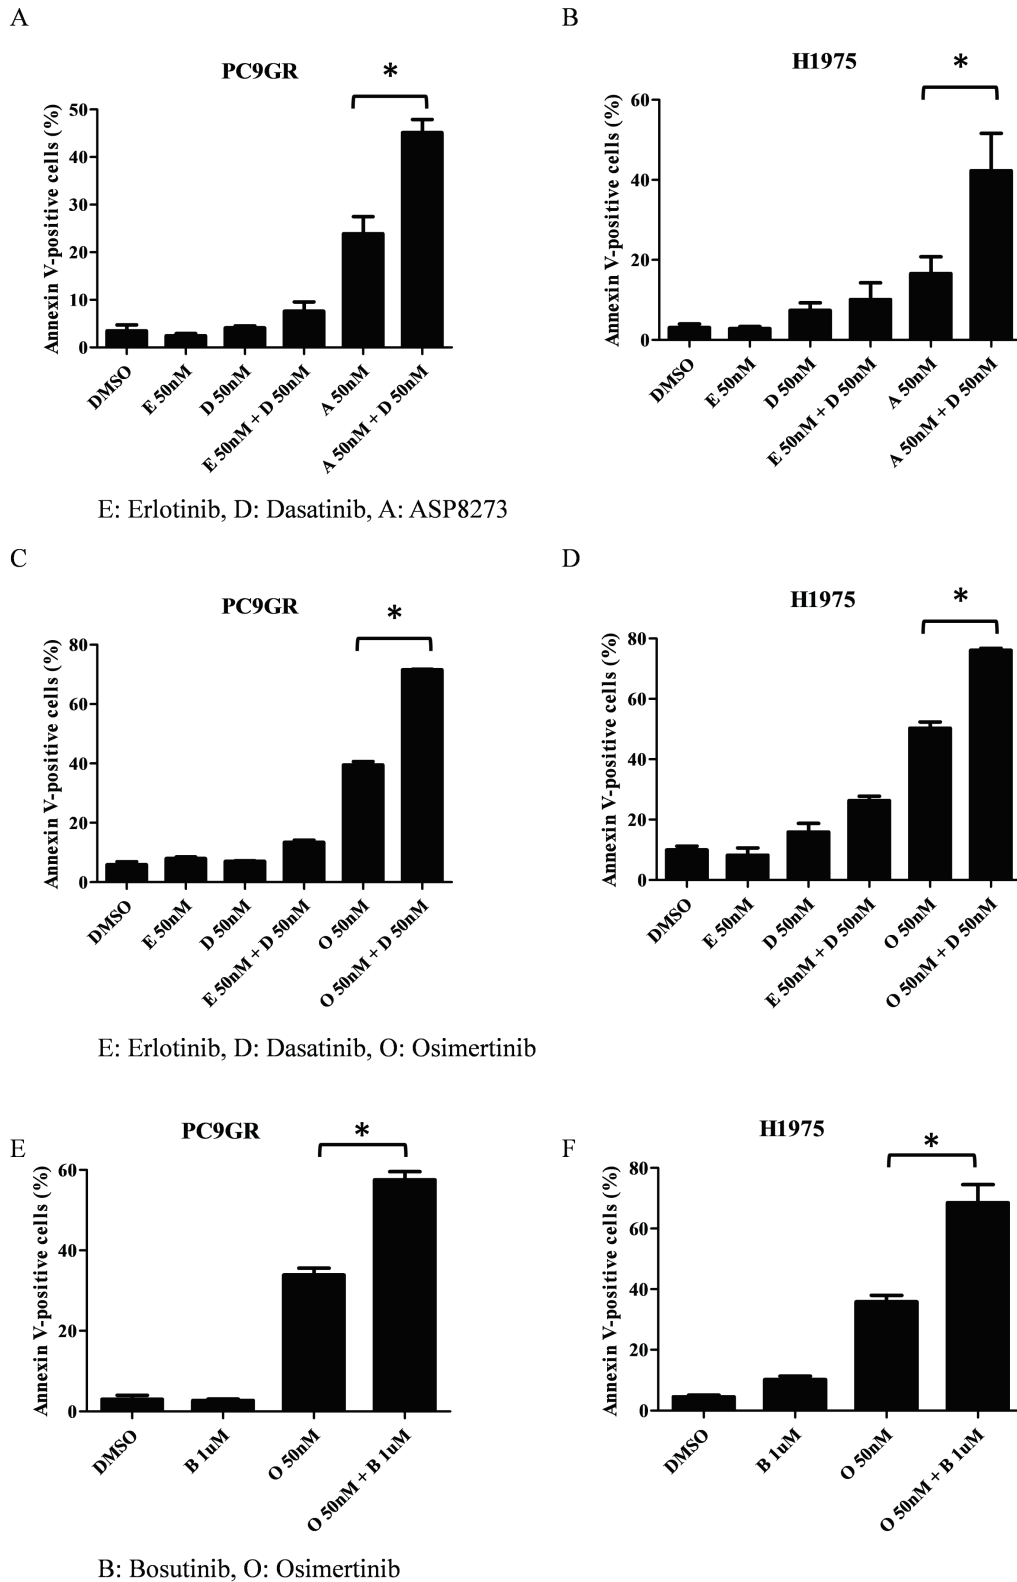 A
PC9GR
*
Annexin V-positive cells (%)
50
40
30
20
10
0
DMSO
E 50nM
D 50nM
E 50nM + D 50nM
A 50nM
A 50nM + D 50nM
B
H1975
*
Annexin V-positive cells (%)
60
40
20
0
DMSO
E 50nM
D 50nM
E 50nM + D 50nM
A 50nM
A 50nM + D 50nM
E: Erlotinib, D: Dasatinib, A: ASP8273
C
PC9GR
*
Annexin V-positive cells (%)
80
60
40
20
0
DMSO
E 50nM
D 50nM
E 50nM + D 50nM
O 50nM
O 50nM + D 50nM
D
H1975
*
Annexin V-positive cells (%)
80
60
40
20
0
DMSO
E 50nM
D 50nM
E 50nM + D 50nM
O 50nM
O 50nM + D 50nM
E: Erlotinib, D: Dasatinib, O: Osimertinib
E
PC9GR
*
Annexin V-positive cells (%)
60
40
20
0
DMSO
B 1uM
O 50nM
O 50nM + B 1uM
F
H1975
*
Annexin V-positive cells (%)
80
60
40
20
0
DMSO
B 1uM
O 50nM
O 50nM + B 1uM
B: Bosutinib, O: Osimertinib